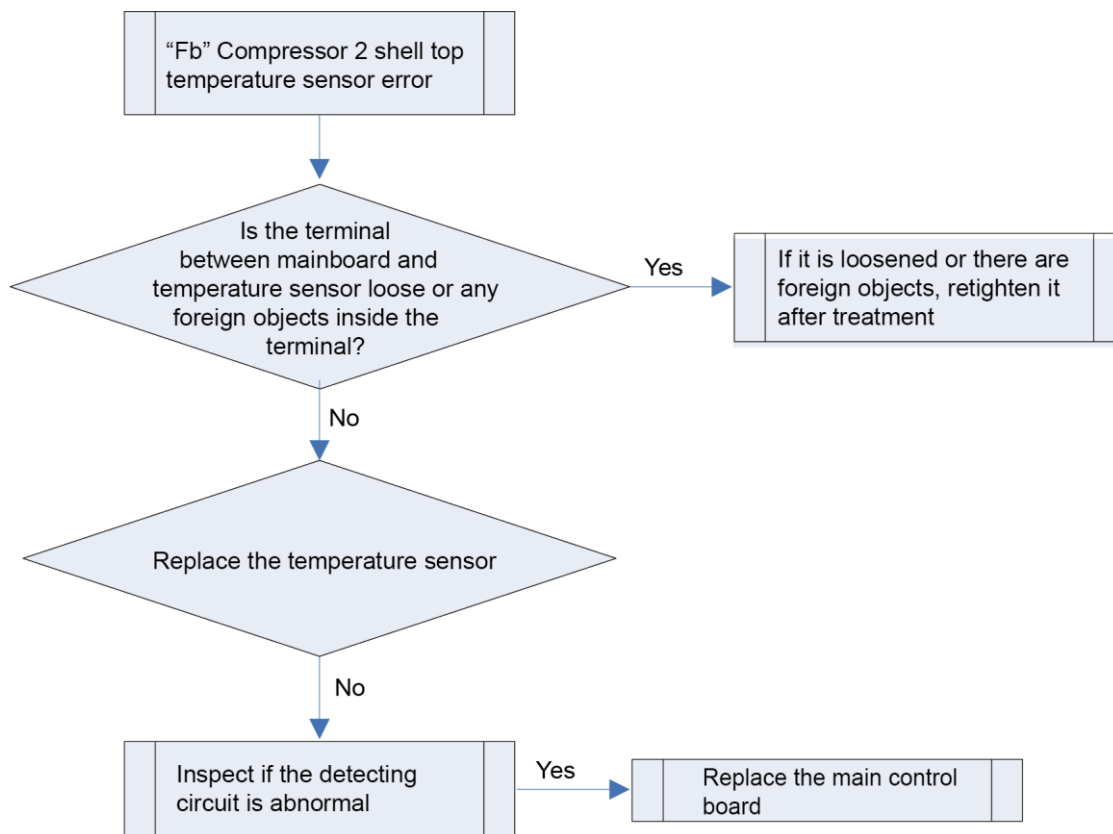 “Fb” Compressor 2 shell top
temperature sensor error
Is the terminal
between mainboard and
temperature sensor loose or any
foreign objects inside the
terminal?
Yes
If it is loosened or there are
foreign objects, retighten it
after treatment
No
Replace the temperature sensor
No
Inspect if the detecting
circuit is abnormal
Yes
Replace the main control
board